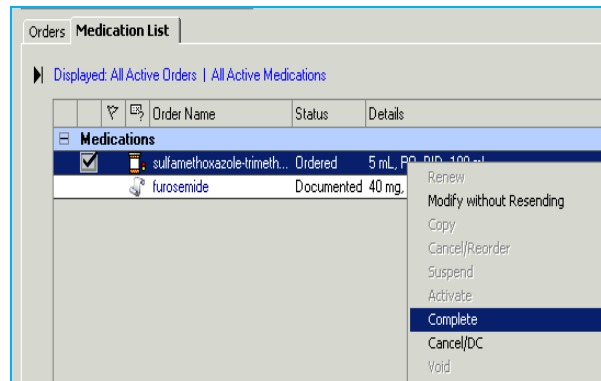 Orders Medication List
Displayed: All Active Orders | All Active Medications
Order Name Status Details
Medications
sulfamethoxazole-trimeth... Ordered 5 mL, PO, BID, 100 mL
furosemide Documented 40 mg,
Renew
Modify without Resending
Copy
Cancel/Reorder
Suspend
Activate
Complete
Cancel/DC
Void